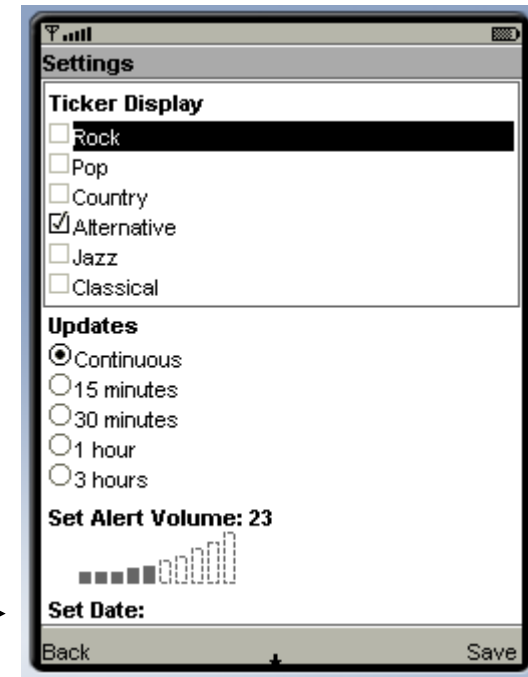 Settings
Ticker Display
Rock
Pop
Country
Alternative
Jazz
Classical
Updates
Continuous
15 minutes
30 minutes
1 hour
3 hours
Set Alert Volume: 23
Set Date:
Back Save